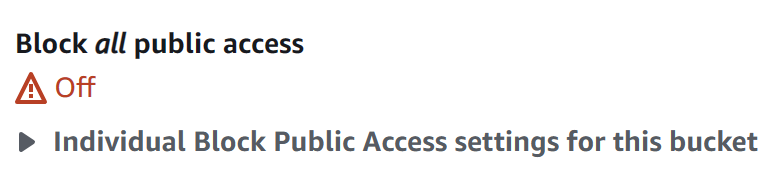 Block all public access
Off
Individual Block Public Access settings for this bucket